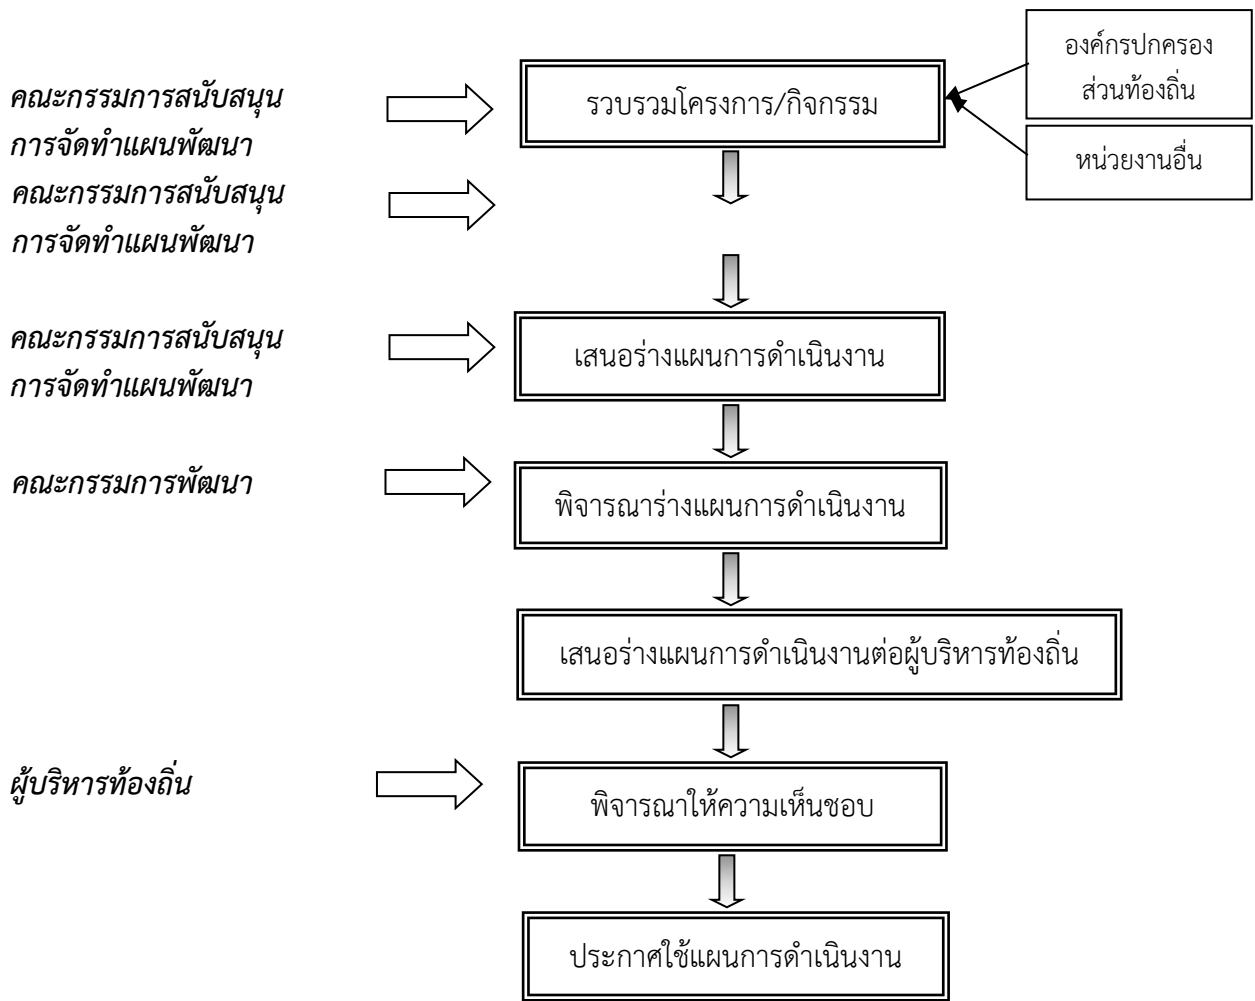 องค์กรปกครอง
ส่วนท้องถิ่น
คณะกรรมการสนับสนุน
การจัดทำแผนพัฒนา
รวบรวมโครงการ/กิจกรรม
หน่วยงานอื่น
คณะกรรมการสนับสนุน
การจัดทำแผนพัฒนา
คณะกรรมการสนับสนุน
การจัดทำแผนพัฒนา
เสนอร่างแผนการดำเนินงาน
คณะกรรมการพัฒนา
พิจารณาร่างแผนการดำเนินงาน
เสนอร่างแผนการดำเนินงานต่อผู้บริหารท้องถิ่น
ผู้บริหารท้องถิ่น
พิจารณาให้ความเห็นชอบ
ประกาศใช้แผนการดำเนินงาน